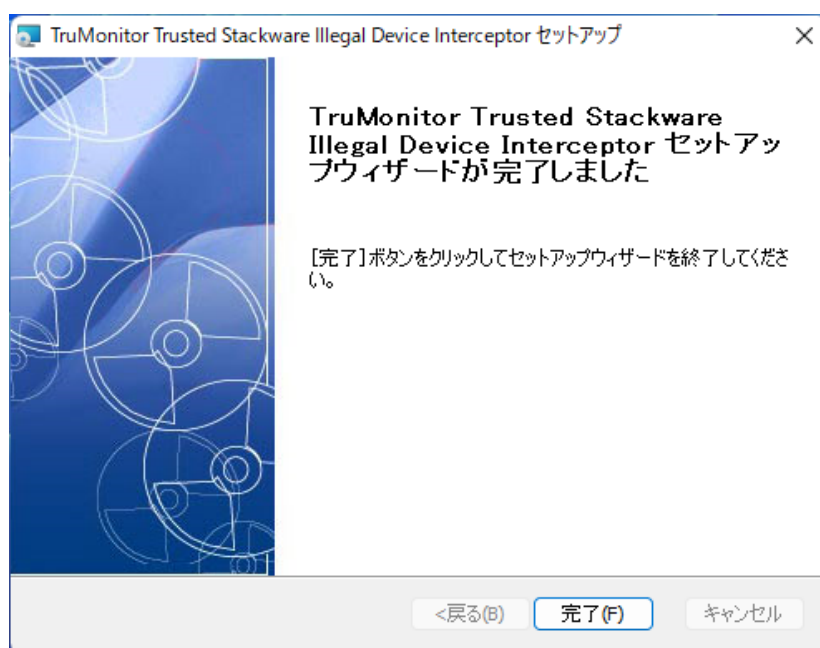 TruMonitor Trusted Stackware Illegal Device Interceptor セットアップ
TruMonitor Trusted Stackware
Illegal Device Interceptor セットアッ
プウィザードが完了しました
[完了]ボタンをクリックしてセットアップウィザードを終了してくださ
い。
<戻る(B)
完了(F)
キャンセル